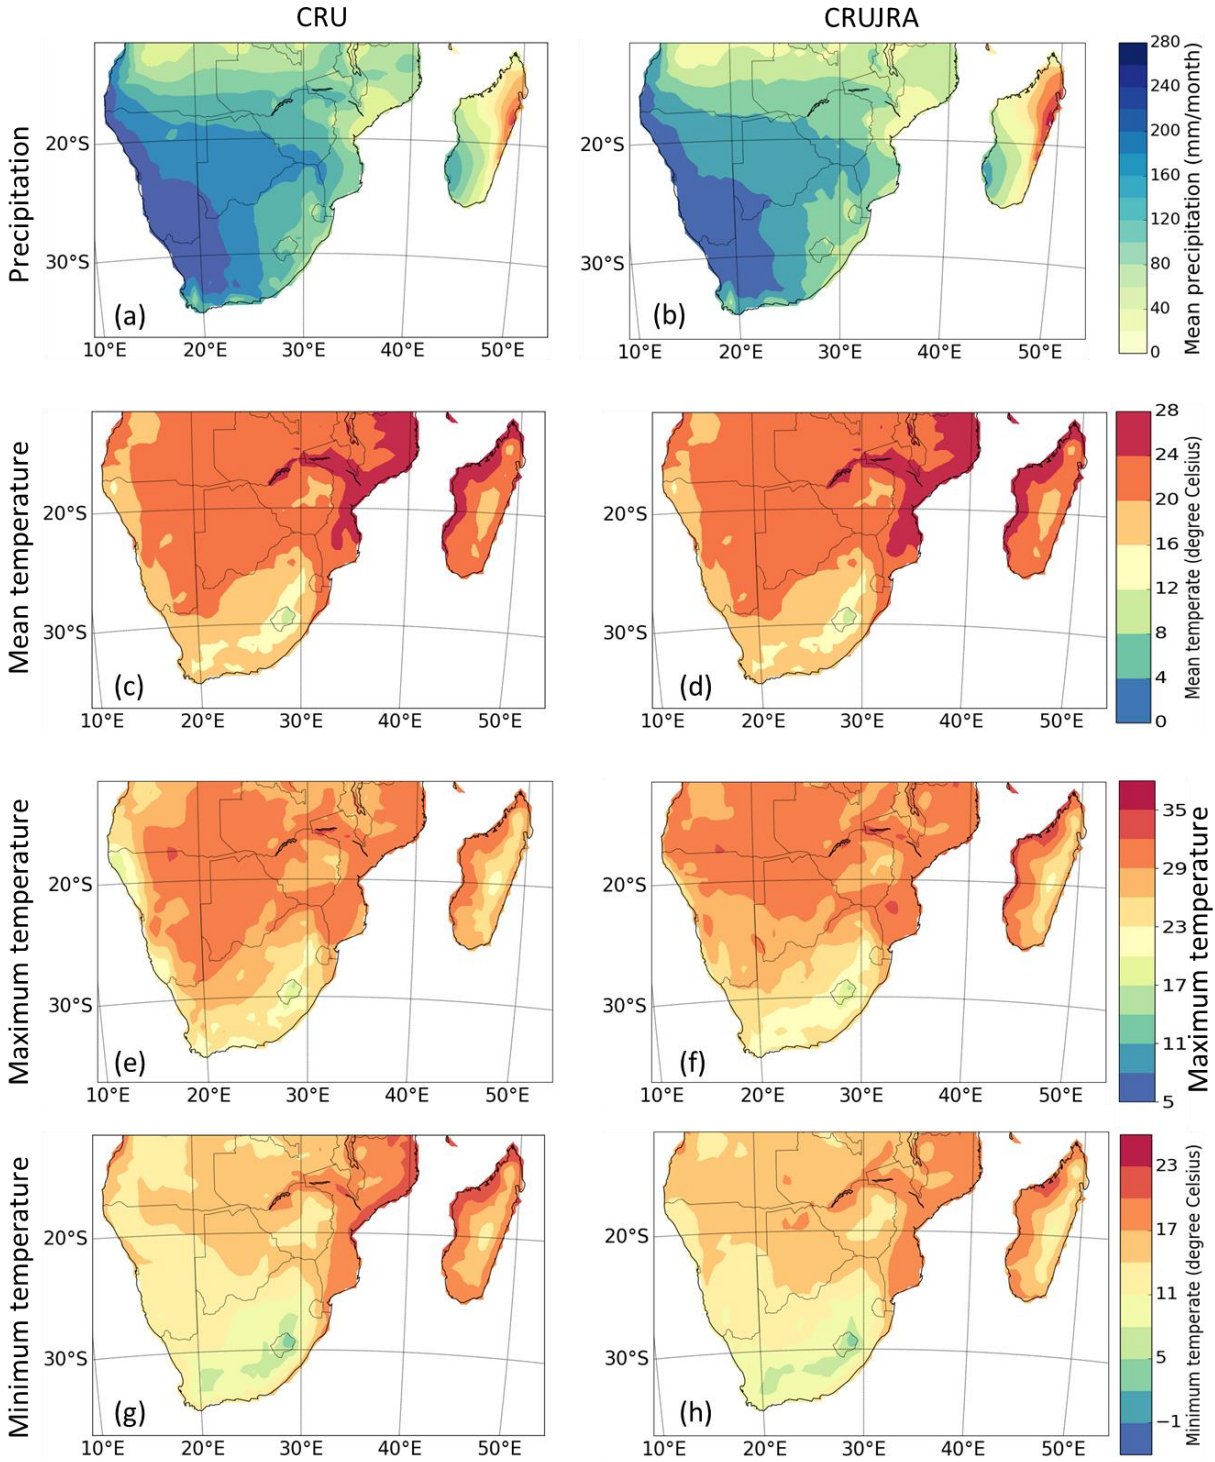 CRU CRUJRA
Precipitation
20°S
30°S
(a)
10°E 20°E 30°E 40°E 50°E
20°S
30°S
(b)
10°E 20°E 30°E 40°E 50°E
280
240
200
160
120
80
40
0
Mean precipitation (mm/month)
Mean temperature
20°S
30°S
(c)
10°E 20°E 30°E 40°E 50°E
20°S
30°S
(d)
10°E 20°E 30°E 40°E 50°E
28
24
20
16
12
8
4
0
Mean temperate (degree Celsius)
Maximum temperature
20°S
30°S
(e)
10°E 20°E 30°E 40°E 50°E
20°S
30°S
(f)
10°E 20°E 30°E 40°E 50°E
35
29
23
17
11
5
Maximum temperature
Minimum temperature
20°S
30°S
(g)
10°E 20°E 30°E 40°E 50°E
20°S
30°S
(h)
10°E 20°E 30°E 40°E 50°E
23
17
11
5
−1
Minimum temperate (degree Celsius)